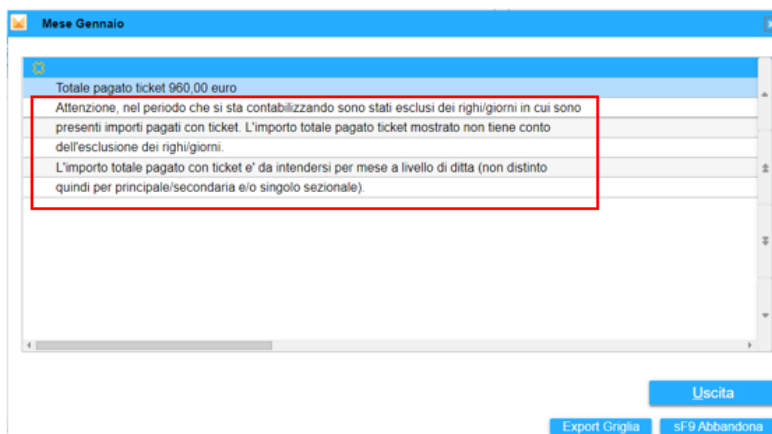 Mese Gennaio
Totale pagato ticket 960,00 euro
Attenzione, nel periodo che si sta contabilizzando sono stati esclusi dei righi/giorni in cui sono
presenti importi pagati con ticket. L'importo totale pagato ticket mostrato non tiene conto
dell'esclusione dei righi/giorni.
L'importo totale pagato con ticket e' da intendersi per mese a livello di ditta (non distinto
quindi per principale/secondaria e/o singolo sezionale).
Uscita
Export Griglia
sF9 Abbandona